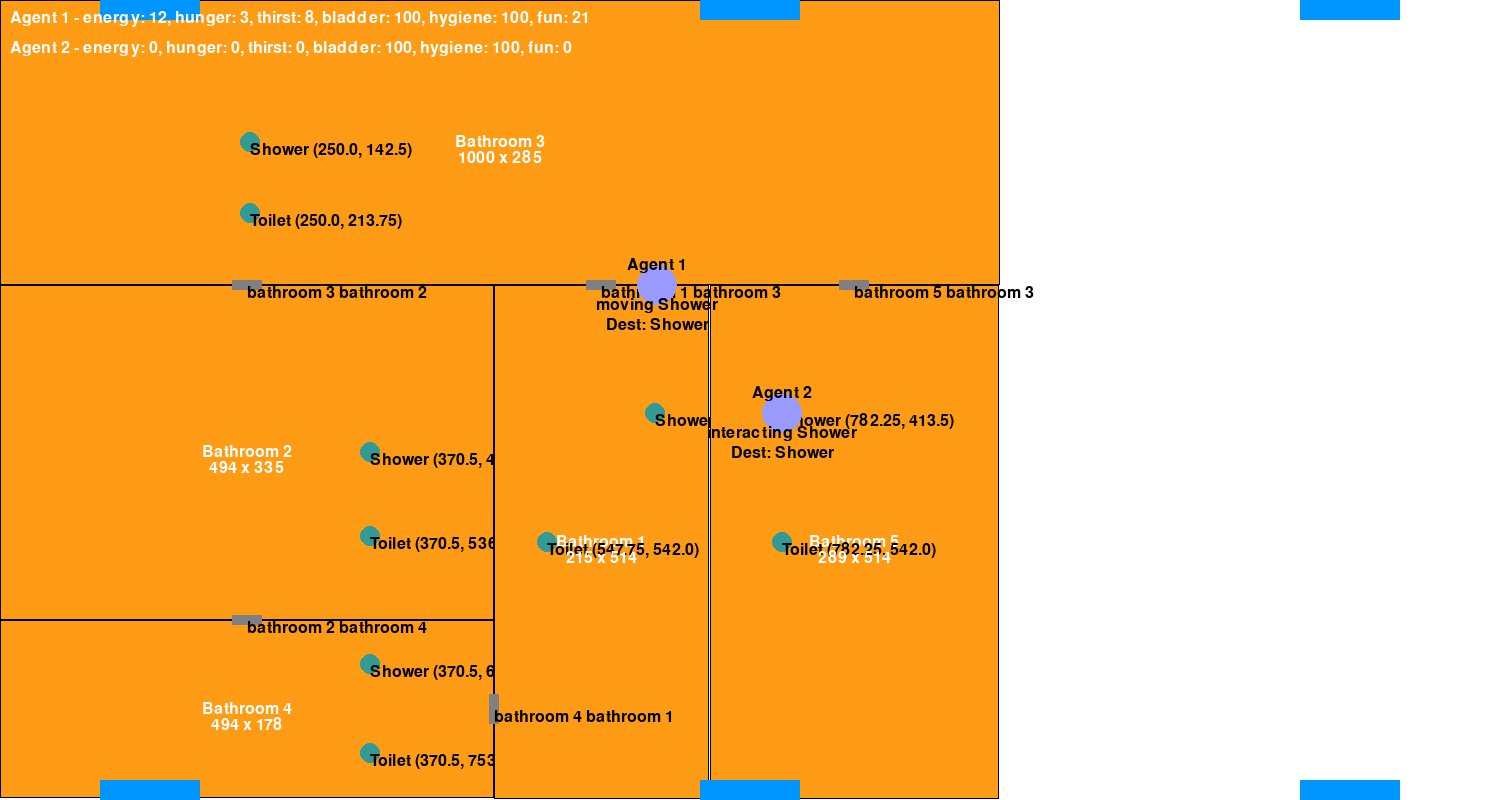 Agent 1 - energy: 12, hunger: 3, thirst: 8, bladder: 100, hygiene: 100, fun: 21
Agent 2 - energy: 0, hunger: 0, thirst: 0, bladder: 100, hygiene: 100, fun: 0
Bathroom 3
1000 x 285
Shower (250.0, 142.5)
Toilet (250.0, 213.75)
Agent 1
bathroom 3 bathroom 2
1 bathroom 3
bathroom 5 bathroom 3
moving Shower
Dest: Shower
Agent 2
Shower
(782.25, 413.5)
interacting Shower
Dest: Shower
Bathroom 2
494 x 335
Shower (370.5, 4
Toilet (370.5, 536
Bathroom 1
215 x 514
Toilet (547.75, 542.0)
Bathroom 5
289 x 514
Toilet (782.25, 542.0)
bathroom 2 bathroom 4
Shower (370.5, 6
Bathroom 4
494 x 178
bathroom 4 bathroom 1
Toilet (370.5, 753